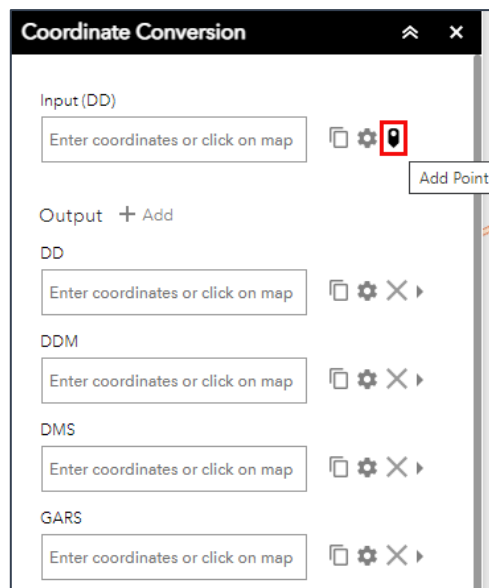 Coordinate Conversion
Input (DD)
Enter coordinates or click on map
Add Point
Output + Add
DD
Enter coordinates or click on map
DDM
Enter coordinates or click on map
DMS
Enter coordinates or click on map
GARS
Enter coordinates or click on map